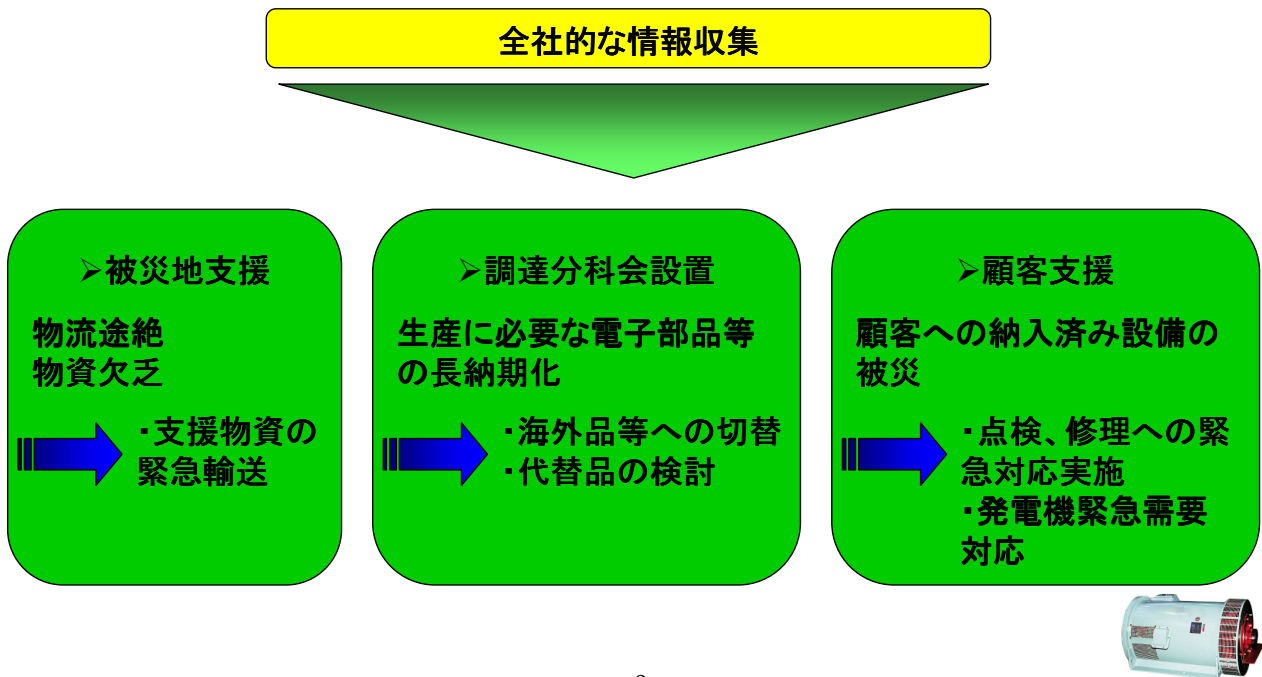 全社的な情報収集
➢被災地支援
物流途絶
物資欠乏
・支援物資の
緊急輸送
➢調達分科会設置
生産に必要な電子部品等
の長納期化
・海外品等への切替
・代替品の検討
➢顧客支援
顧客への納入済み設備の
被災
・点検、修理への緊
急対応実施
・発電機緊急需要
対応